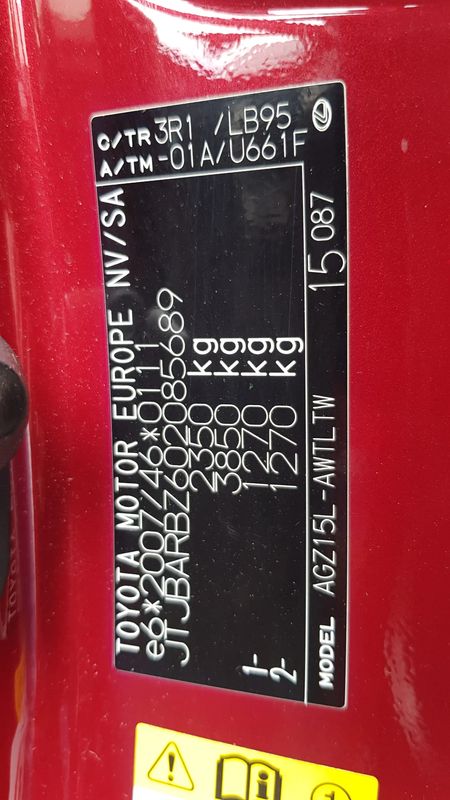 TOYOTA MOTOR EUROPE NV/SA
e6*2007/46*0111
JTJBARBZ602085689
2350 kg
3850 kg
1- 1270 kg
2- 1270 kg
C/TR 3R1 /LB95
A/TM -01A/U661F
MODEL AGZ15L-AWTLTW 15 087
1